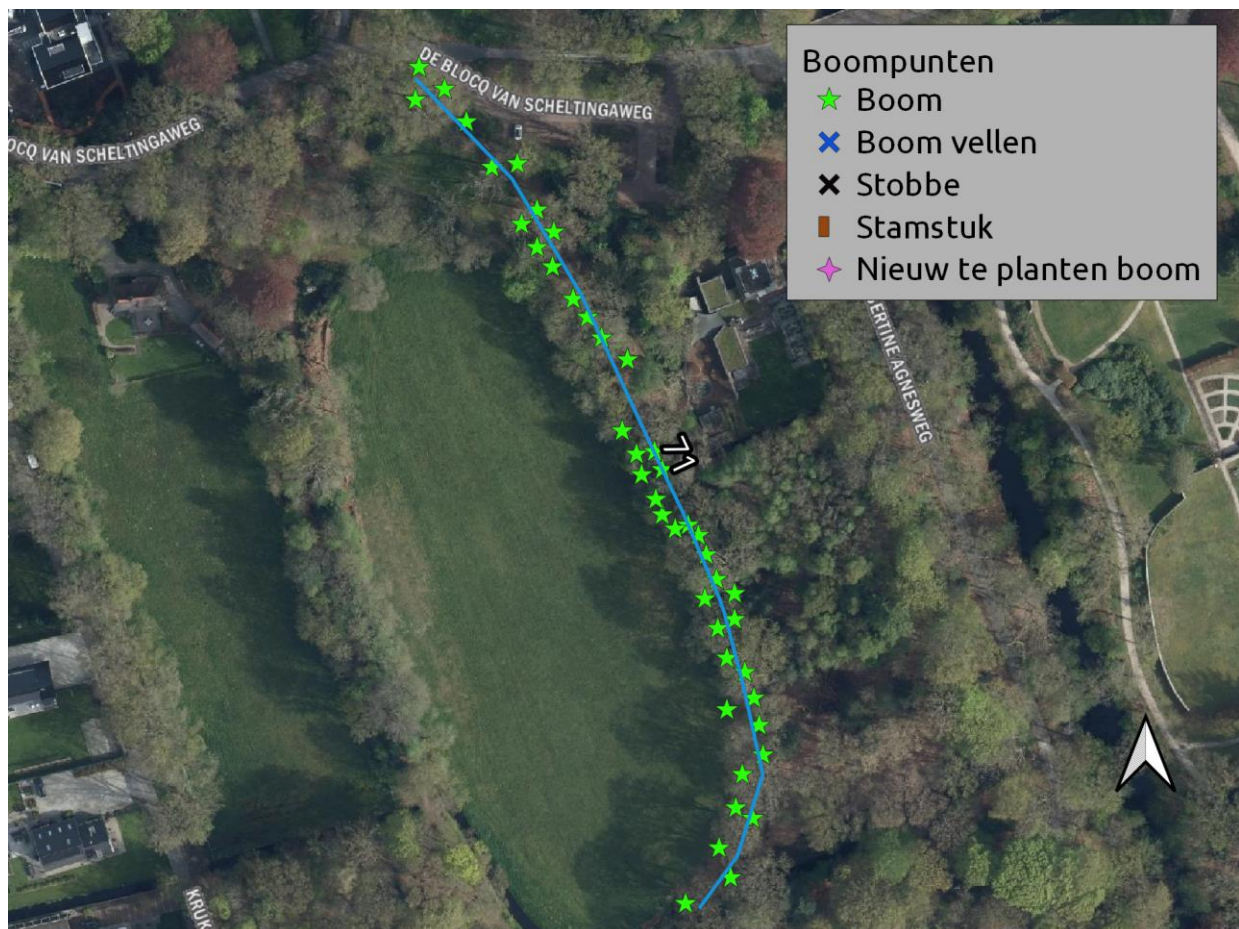 DE BLOCQ VAN SCHELTINGAWEG
OCQ VAN SCHELTINGAWEG
Boompunten
Boom
Boom vellen
Stobbe
Stamstuk
Nieuw te planten boom
BERTINE AGNESWEG
71
KRUK